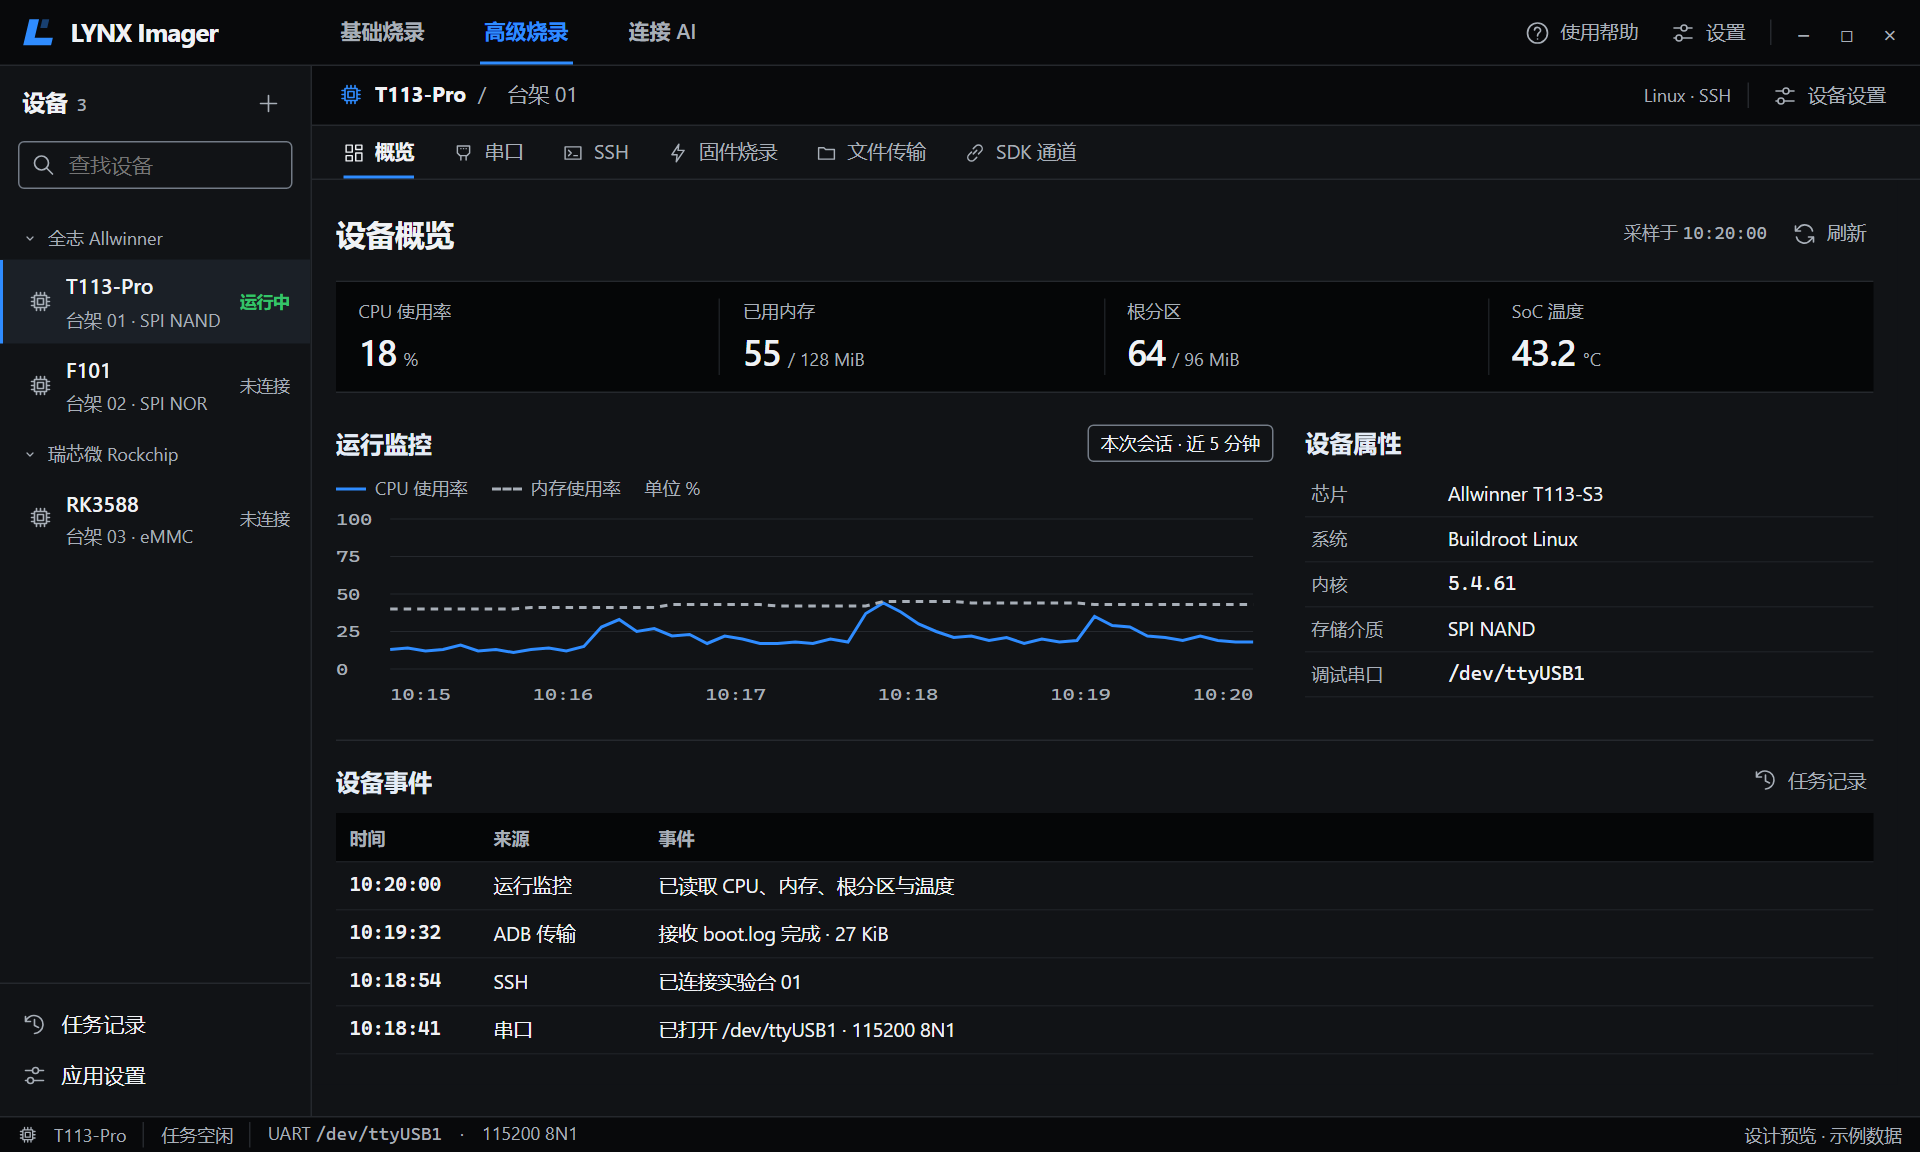 LYNX Imager
基础烧录
高级烧录
连接 AI
使用帮助
设置
设备 3
查找设备
全志 Allwinner
T113-Pro
台架 01 · SPI NAND
运行中
F101
台架 02 · SPI NOR
未连接
瑞芯微 Rockchip
RK3588
台架 03 · eMMC
未连接
任务记录
应用设置
T113-Pro / 台架 01
Linux · SSH
设备设置
概览
串口
SSH
固件烧录
文件传输
SDK 通道
设备概览
采样于 10:20:00
刷新
CPU 使用率
18 %
已用内存
55 / 128 MiB
根分区
64 / 96 MiB
SoC 温度
43.2 °C
运行监控
本次会话 · 近 5 分钟
CPU 使用率
内存使用率
单位 %
100
75
50
25
0
10:15
10:16
10:17
10:18
10:19
10:20
设备属性
芯片 Allwinner T113-S3
系统 Buildroot Linux
内核 5.4.61
存储介质 SPI NAND
调试串口 /dev/ttyUSB1
设备事件
任务记录
时间 来源 事件
10:20:00 运行监控 已读取 CPU、内存、根分区与温度
10:19:32 ADB 传输 接收 boot.log 完成 · 27 KiB
10:18:54 SSH 已连接实验台 01
10:18:41 串口 已打开 /dev/ttyUSB1 · 115200 8N1
T113-Pro
任务空闲
UART /dev/ttyUSB1 · 115200 8N1
设计预览 · 示例数据